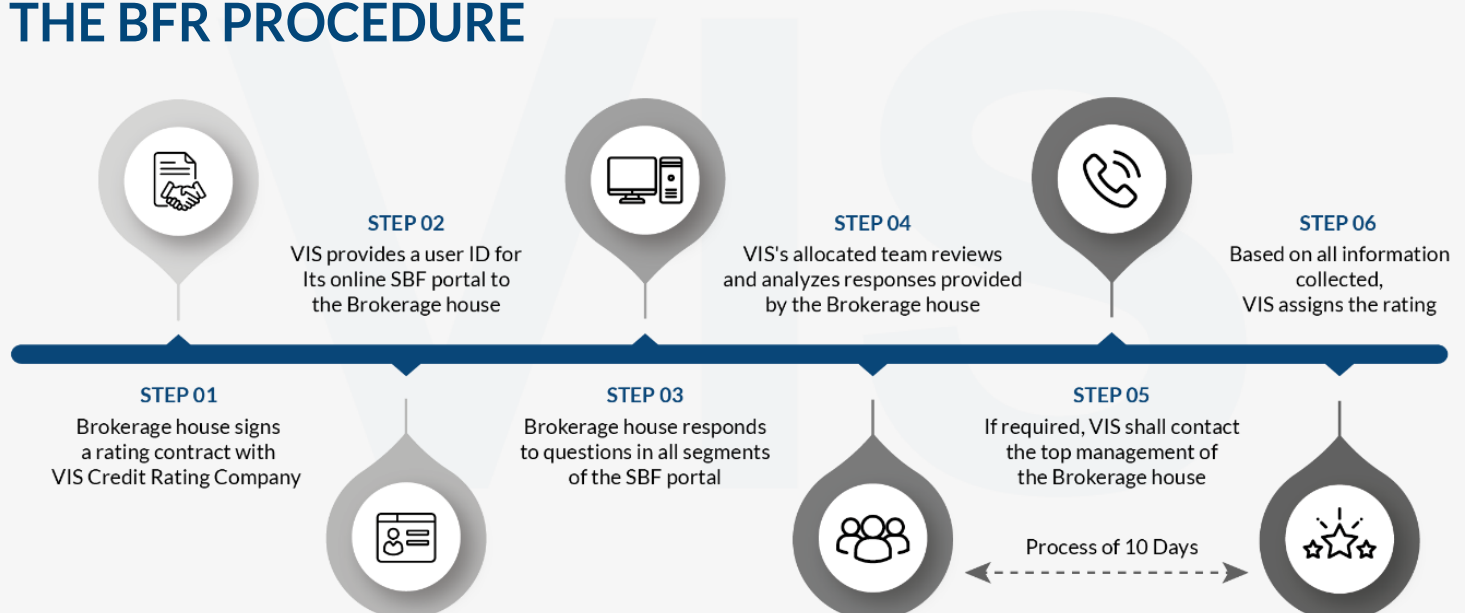 THE BFR PROCEDURE
STEP 01
Brokerage house signs
a rating contract with
VIS Credit Rating Company
STEP 02
VIS provides a user ID for
Its online SBF portal to
the Brokerage house
STEP 03
Brokerage house responds
to questions in all segments
of the SBF portal
STEP 04
VIS's allocated team reviews
and analyzes responses provided
by the Brokerage house
STEP 05
If required, VIS shall contact
the top management of
the Brokerage house
STEP 06
Based on all information
collected,
VIS assigns the rating
Process of 10 Days
VIS